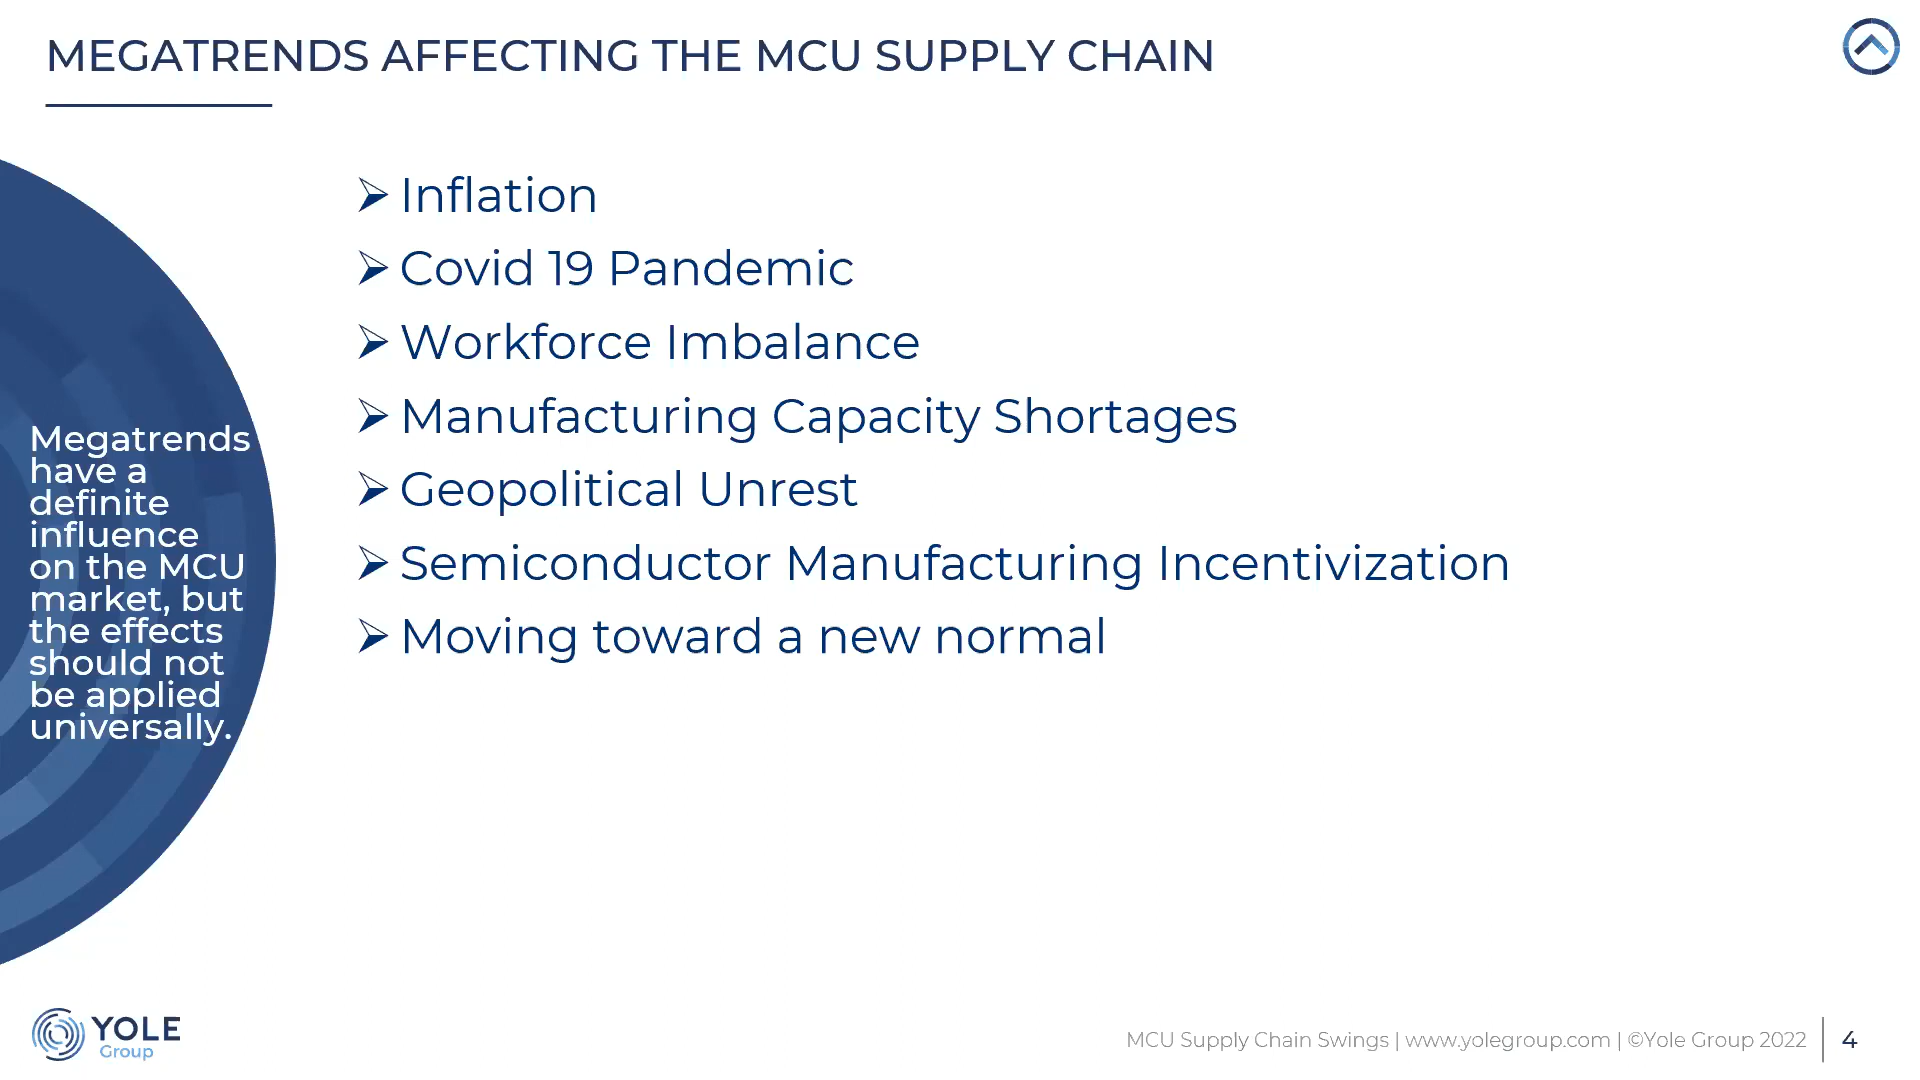 MEGATRENDS AFFECTING THE MCU SUPPLY CHAIN
Megatrends
have a
definite
influence
on the MCU
market, but
the effects
should not
be applied
universally.
Inflation
Covid 19 Pandemic
Workforce Imbalance
Manufacturing Capacity Shortages
Geopolitical Unrest
Semiconductor Manufacturing Incentivization
Moving toward a new normal
YOLE
Group
MCU Supply Chain Swings | www.yolegroup.com | ©Yole Group 2022
4